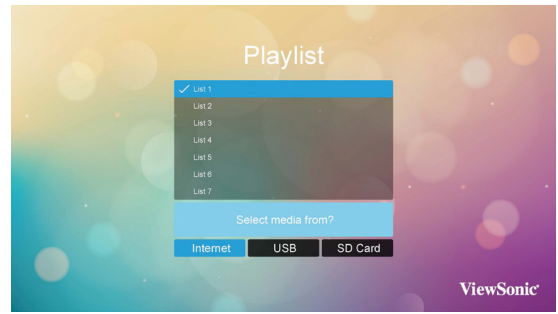 Playlist
List 1
List 2
List 3
List 4
List 5
List 6
List 7
Select media from?
Internet USB SD Card
ViewSonic